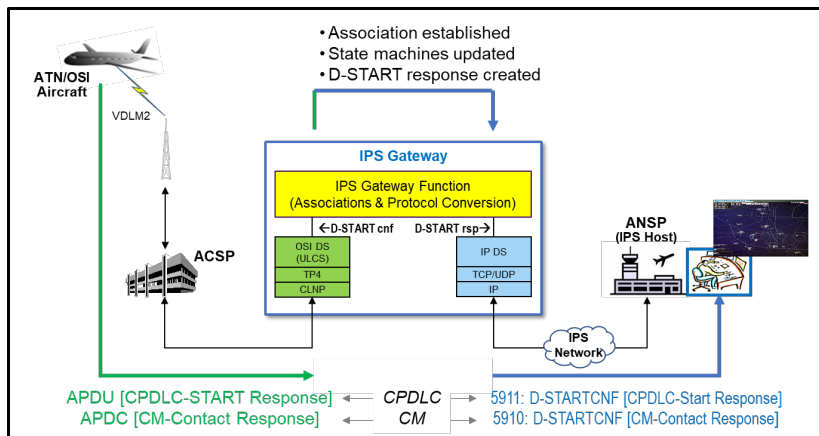 • Association established
• State machines updated
• D-START response created
ATN/OSI
Aircraft
VDLM2
IPS Gateway
IPS Gateway Function
(Associations & Protocol Conversion)
←D-START cnf
D-START rsp→
OSI DS
(ULCS)
TP4
CLNP
IP DS
TCP/UDP
IP
ACSP
ANSP
(IPS Host)
IPS
Network
APDU [CPDLC-START Response]
CPDLC
5911: D-STARTCNF [CPDLC-Start Response]
APDC [CM-Contact Response]
CM
5910: D-STARTCNF [CM-Contact Response]